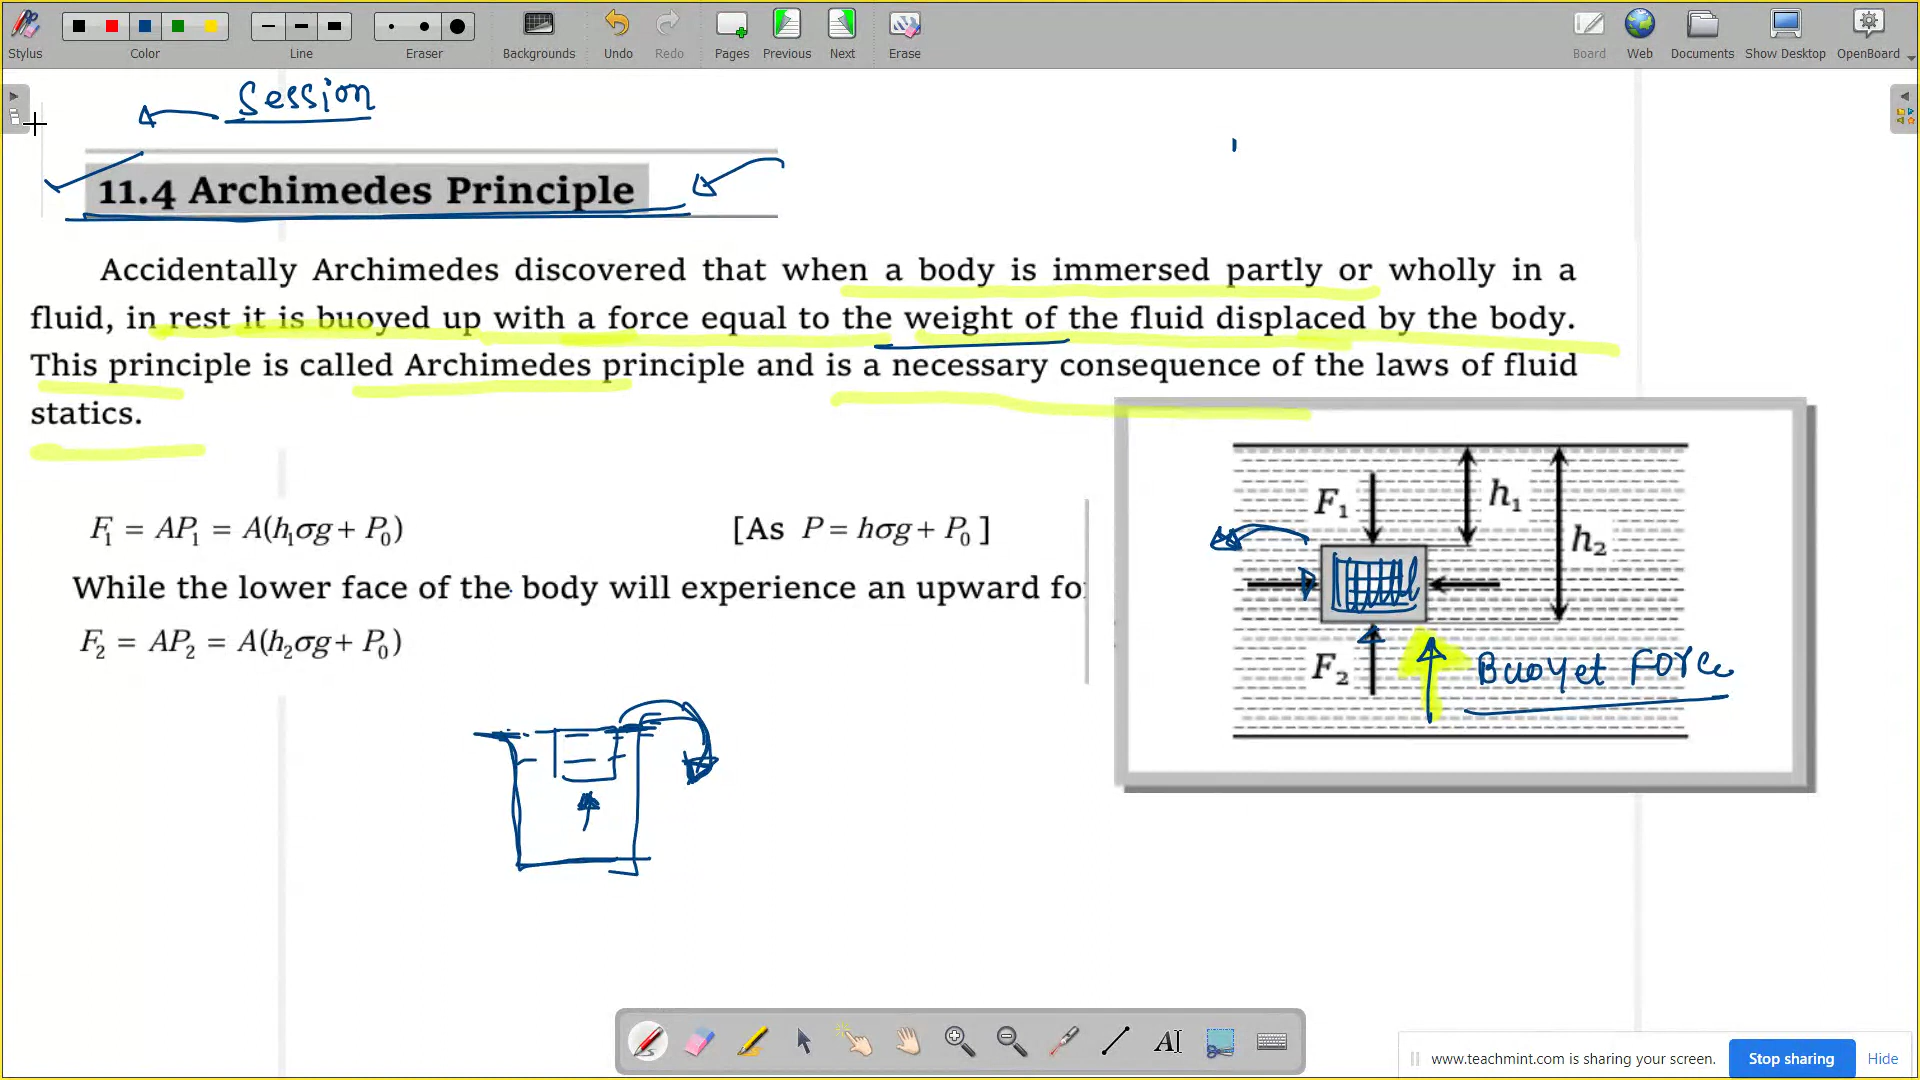 Stylus
Color
Line
Eraser
Backgrounds
Undo
Redo
Pages
Previous
Next
Erase
Board
Web
Documents
Show Desktop
OpenBoard
Session
11.4 Archimedes Principle
Accidentally Archimedes discovered that when a body is immersed partly or wholly in a
fluid, in rest it is buoyed up with a force equal to the weight of the fluid displaced by the body.
This principle is called Archimedes principle and is a necessary consequence of the laws of fluid
statics.
F₁ = AP₁ = A(h₁σg + P₀) [As P = hσg + P₀ ]
While the lower face of the body will experience an upward fo
F₂ = AP₂ = A(h₂σg + P₀)
F₁
h₁
h₂
F₂
Buoyet Force
www.teachmint.com is sharing your screen.
Stop sharing
Hide